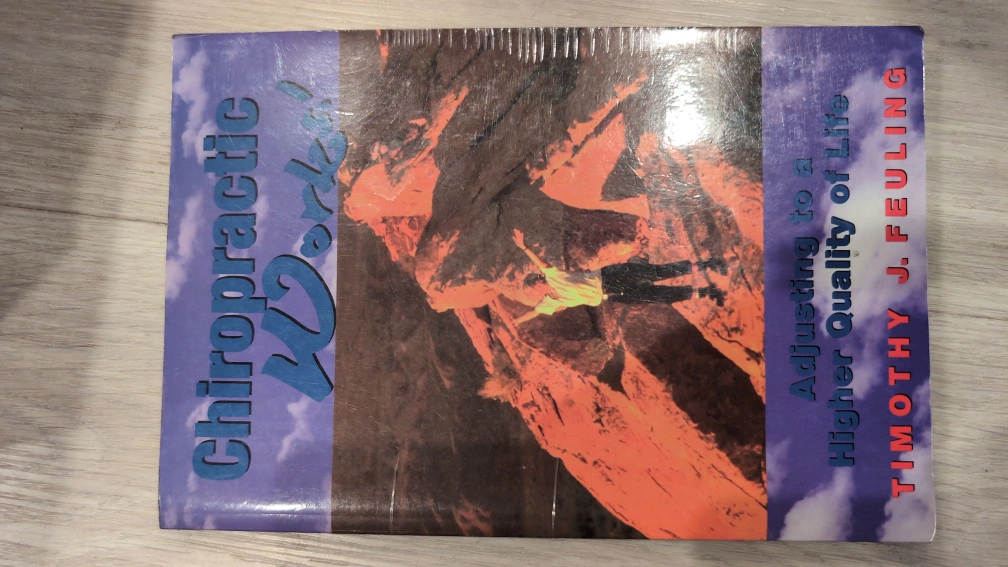 Chiropractic
Works!
Adjusting to a
Higher Quality of Life
TIMOTHY J. FEULING